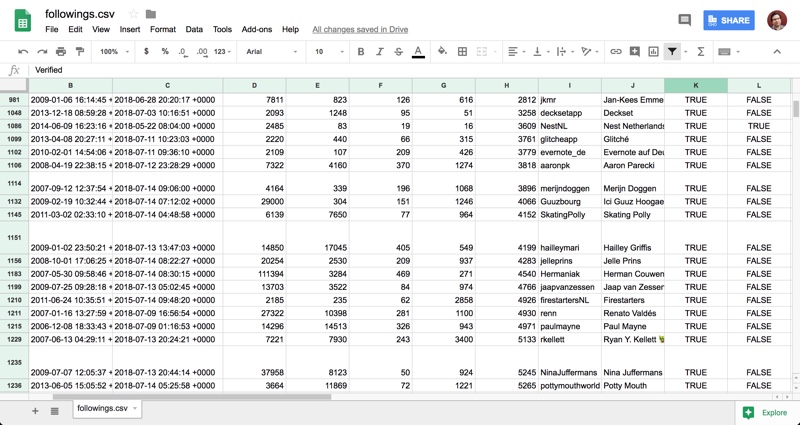 followings.csv
File Edit View Insert Format Data Tools Add-ons Help All changes saved in Drive
SHARE
100% $ % .0 .00 123 Arial 10 B I S A
fx Verified
B C D E F G H I J K L
981 2009-01-06 16:14:45 + 2018-06-28 20:20:17 +0000 7811 823 126 616 2812 jkmr Jan-Kees Emme TRUE FALSE
1048 2013-12-18 08:59:28 + 2018-07-03 10:16:51 +0000 2093 1248 95 51 3258 decksetapp Deckset TRUE FALSE
1086 2014-06-09 16:23:16 + 2018-05-22 08:04:00 +0000 2485 83 19 16 3609 NestNL Nest Netherlands TRUE TRUE
1099 2013-04-08 20:27:11 + 2018-07-11 10:23:03 +0000 2220 440 66 315 3761 glitcheapp Glitché TRUE FALSE
1102 2010-02-01 14:54:06 + 2018-07-11 09:36:10 +0000 2109 107 209 426 3779 evernote_de Evernote auf Deu TRUE FALSE
1106 2008-04-19 22:38:15 + 2018-07-12 23:28:29 +0000 7322 4160 370 1274 3818 aaronpk Aaron Parecki TRUE FALSE
1114 2007-09-12 12:37:54 + 2018-07-14 09:06:00 +0000 4164 339 196 1068 3896 merijndoggen Merijn Doggen TRUE FALSE
1132 2009-02-19 10:32:44 + 2018-07-14 07:12:02 +0000 29000 304 151 1246 4066 Guuzbourg Ici Guuz Hoogae TRUE FALSE
1145 2011-03-02 02:33:10 + 2018-07-14 04:48:58 +0000 6139 7650 77 964 4152 SkatingPolly Skating Polly TRUE FALSE
1151 2009-01-02 23:50:21 + 2018-07-13 13:47:03 +0000 14850 17045 405 549 4199 hailleymari Hailley Griffis TRUE FALSE
1156 2008-10-01 17:06:25 + 2018-07-14 08:22:27 +0000 20254 2530 209 937 4283 jelleprins Jelle Prins TRUE FALSE
1183 2007-05-30 09:58:46 + 2018-07-14 08:30:15 +0000 111394 3284 469 271 4540 Hermaniak Herman Couwen TRUE FALSE
1199 2009-07-25 09:28:18 + 2018-07-13 05:02:45 +0000 13703 3522 84 974 4766 jaapvanzessen Jaap van Zessen TRUE FALSE
1210 2011-06-24 10:35:51 + 2018-07-14 09:48:20 +0000 2185 235 62 2858 4926 firestartersNL Firestarters TRUE FALSE
1211 2007-01-16 13:27:59 + 2018-07-09 16:56:54 +0000 27322 10398 281 1100 4930 renn Renato Valdés TRUE FALSE
1215 2006-12-08 18:33:43 + 2018-07-09 01:16:53 +0000 14296 14513 326 943 4971 paulmayne Paul Mayne TRUE FALSE
1229 2007-06-13 04:29:11 + 2018-07-13 20:24:21 +0000 7221 7930 243 3400 5133 rkellett Ryan Y. Kellett TRUE FALSE
1235 2009-07-07 12:05:37 + 2018-07-13 20:44:14 +0000 37958 8123 50 924 5245 NinaJuffermans Nina Juffermans TRUE FALSE
1236 2013-06-05 15:05:52 + 2018-07-14 05:25:58 +0000 3664 11869 72 1221 5265 pottymouthworld Potty Mouth TRUE FALSE
followings.csv Explore